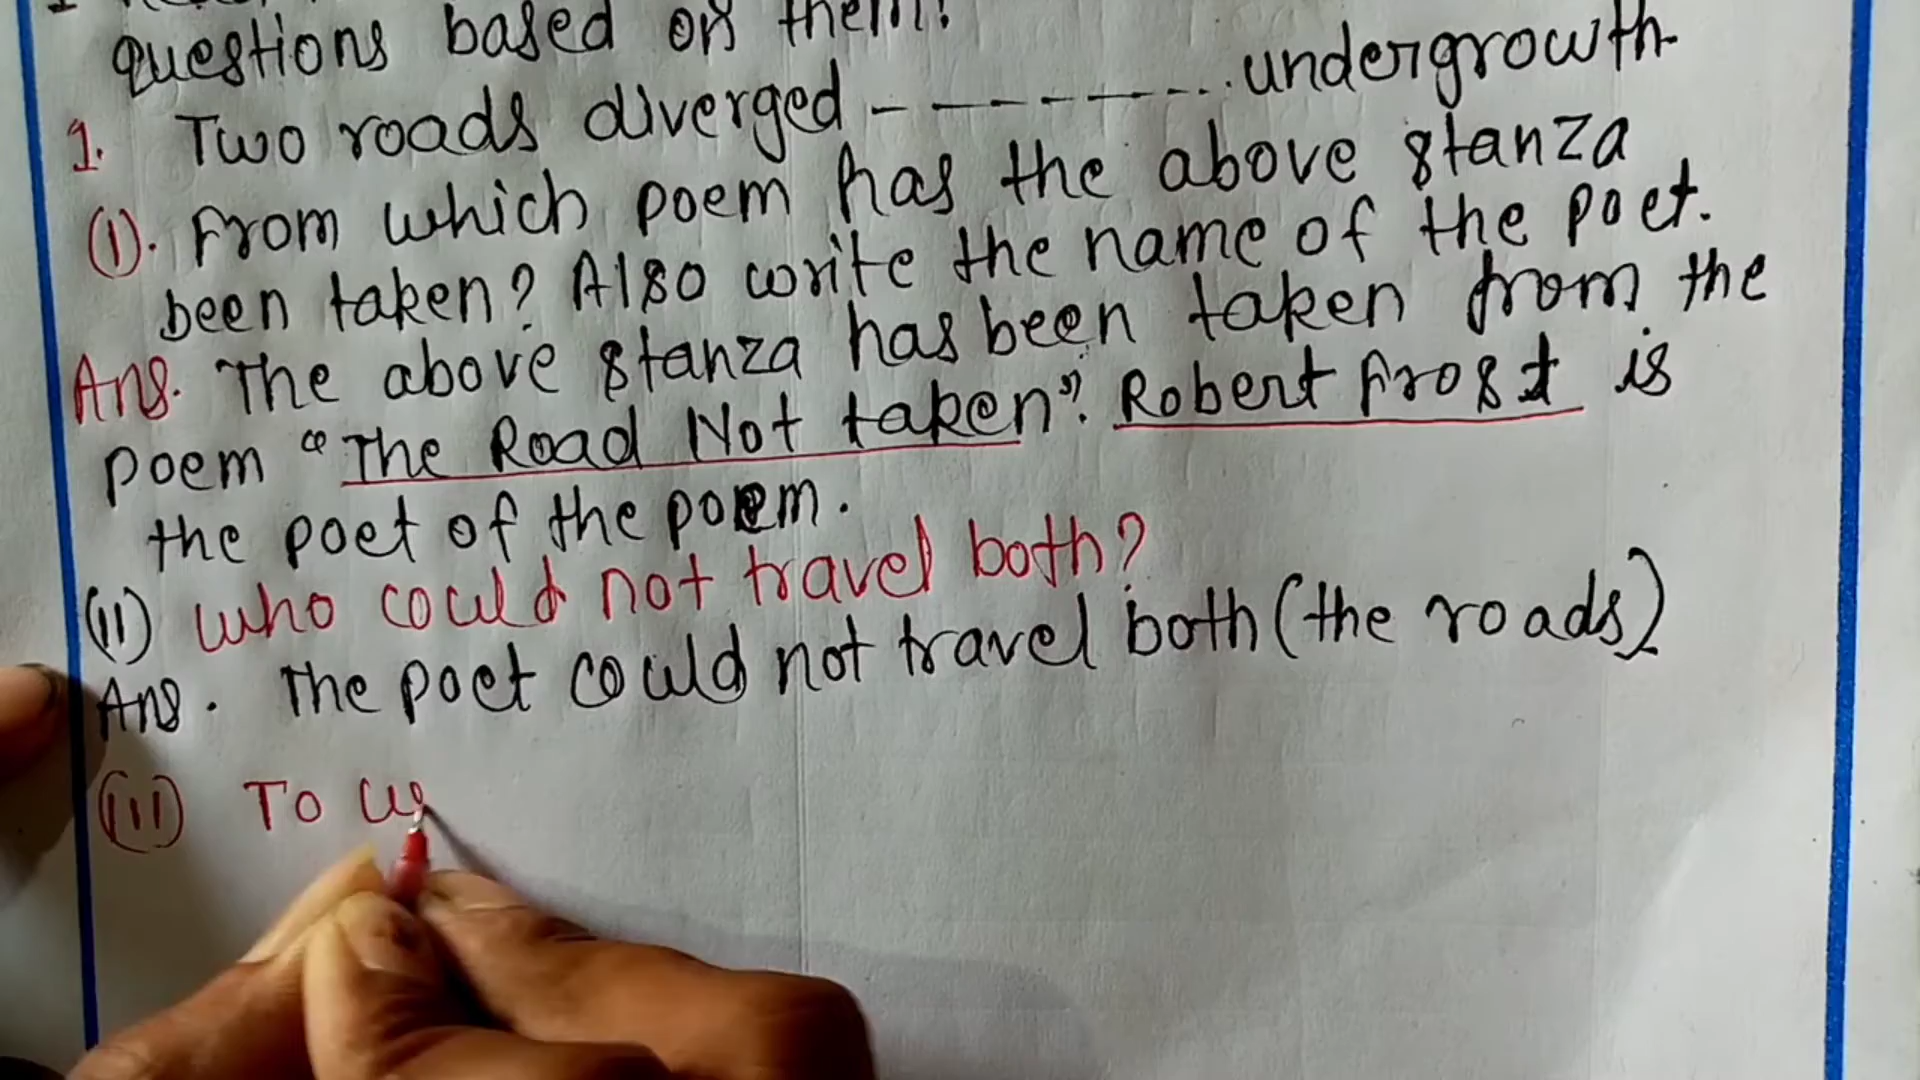 questions based on them!
1. Two roads diverged - - - - - - - ... undergrowth
(I). From which poem has the above stanza
been taken? Also write the name of the poet.
Ans. The above stanza has been taken from the
poem "The Road Not taken". Robert Frost is
the poet of the poem.
(II) Who could not travel both?
Ans. The poet could not travel both (the roads)
(III) To